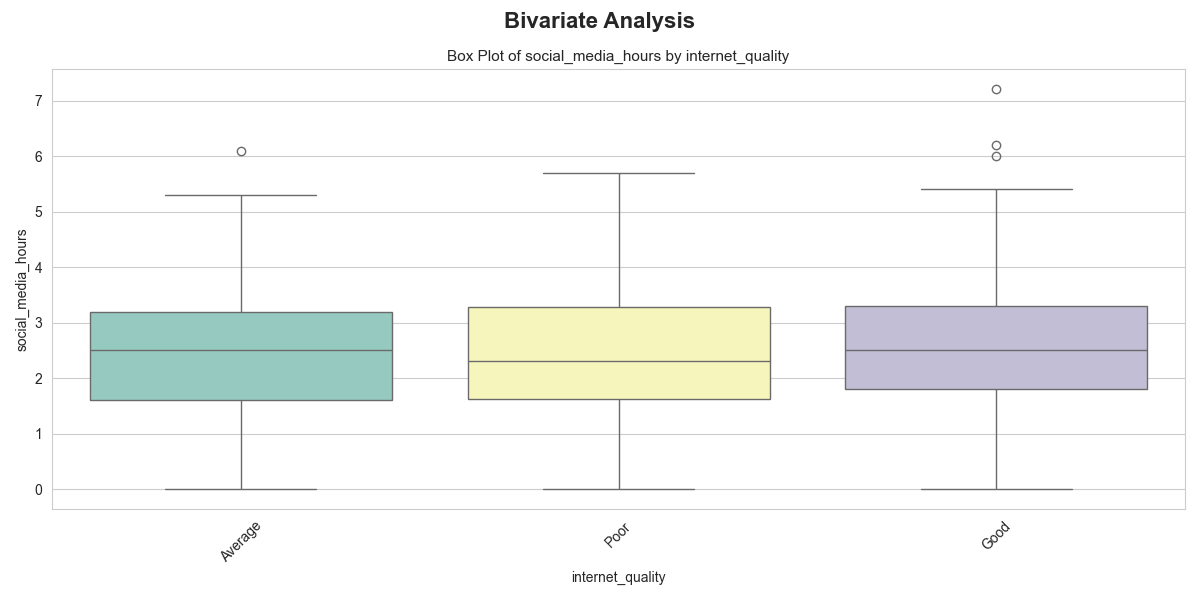 Bivariate Analysis
Box Plot of social_media_hours by internet_quality
social_media_hours
7
6
5
4
3
2
1
0
Average
Poor
Good
internet_quality